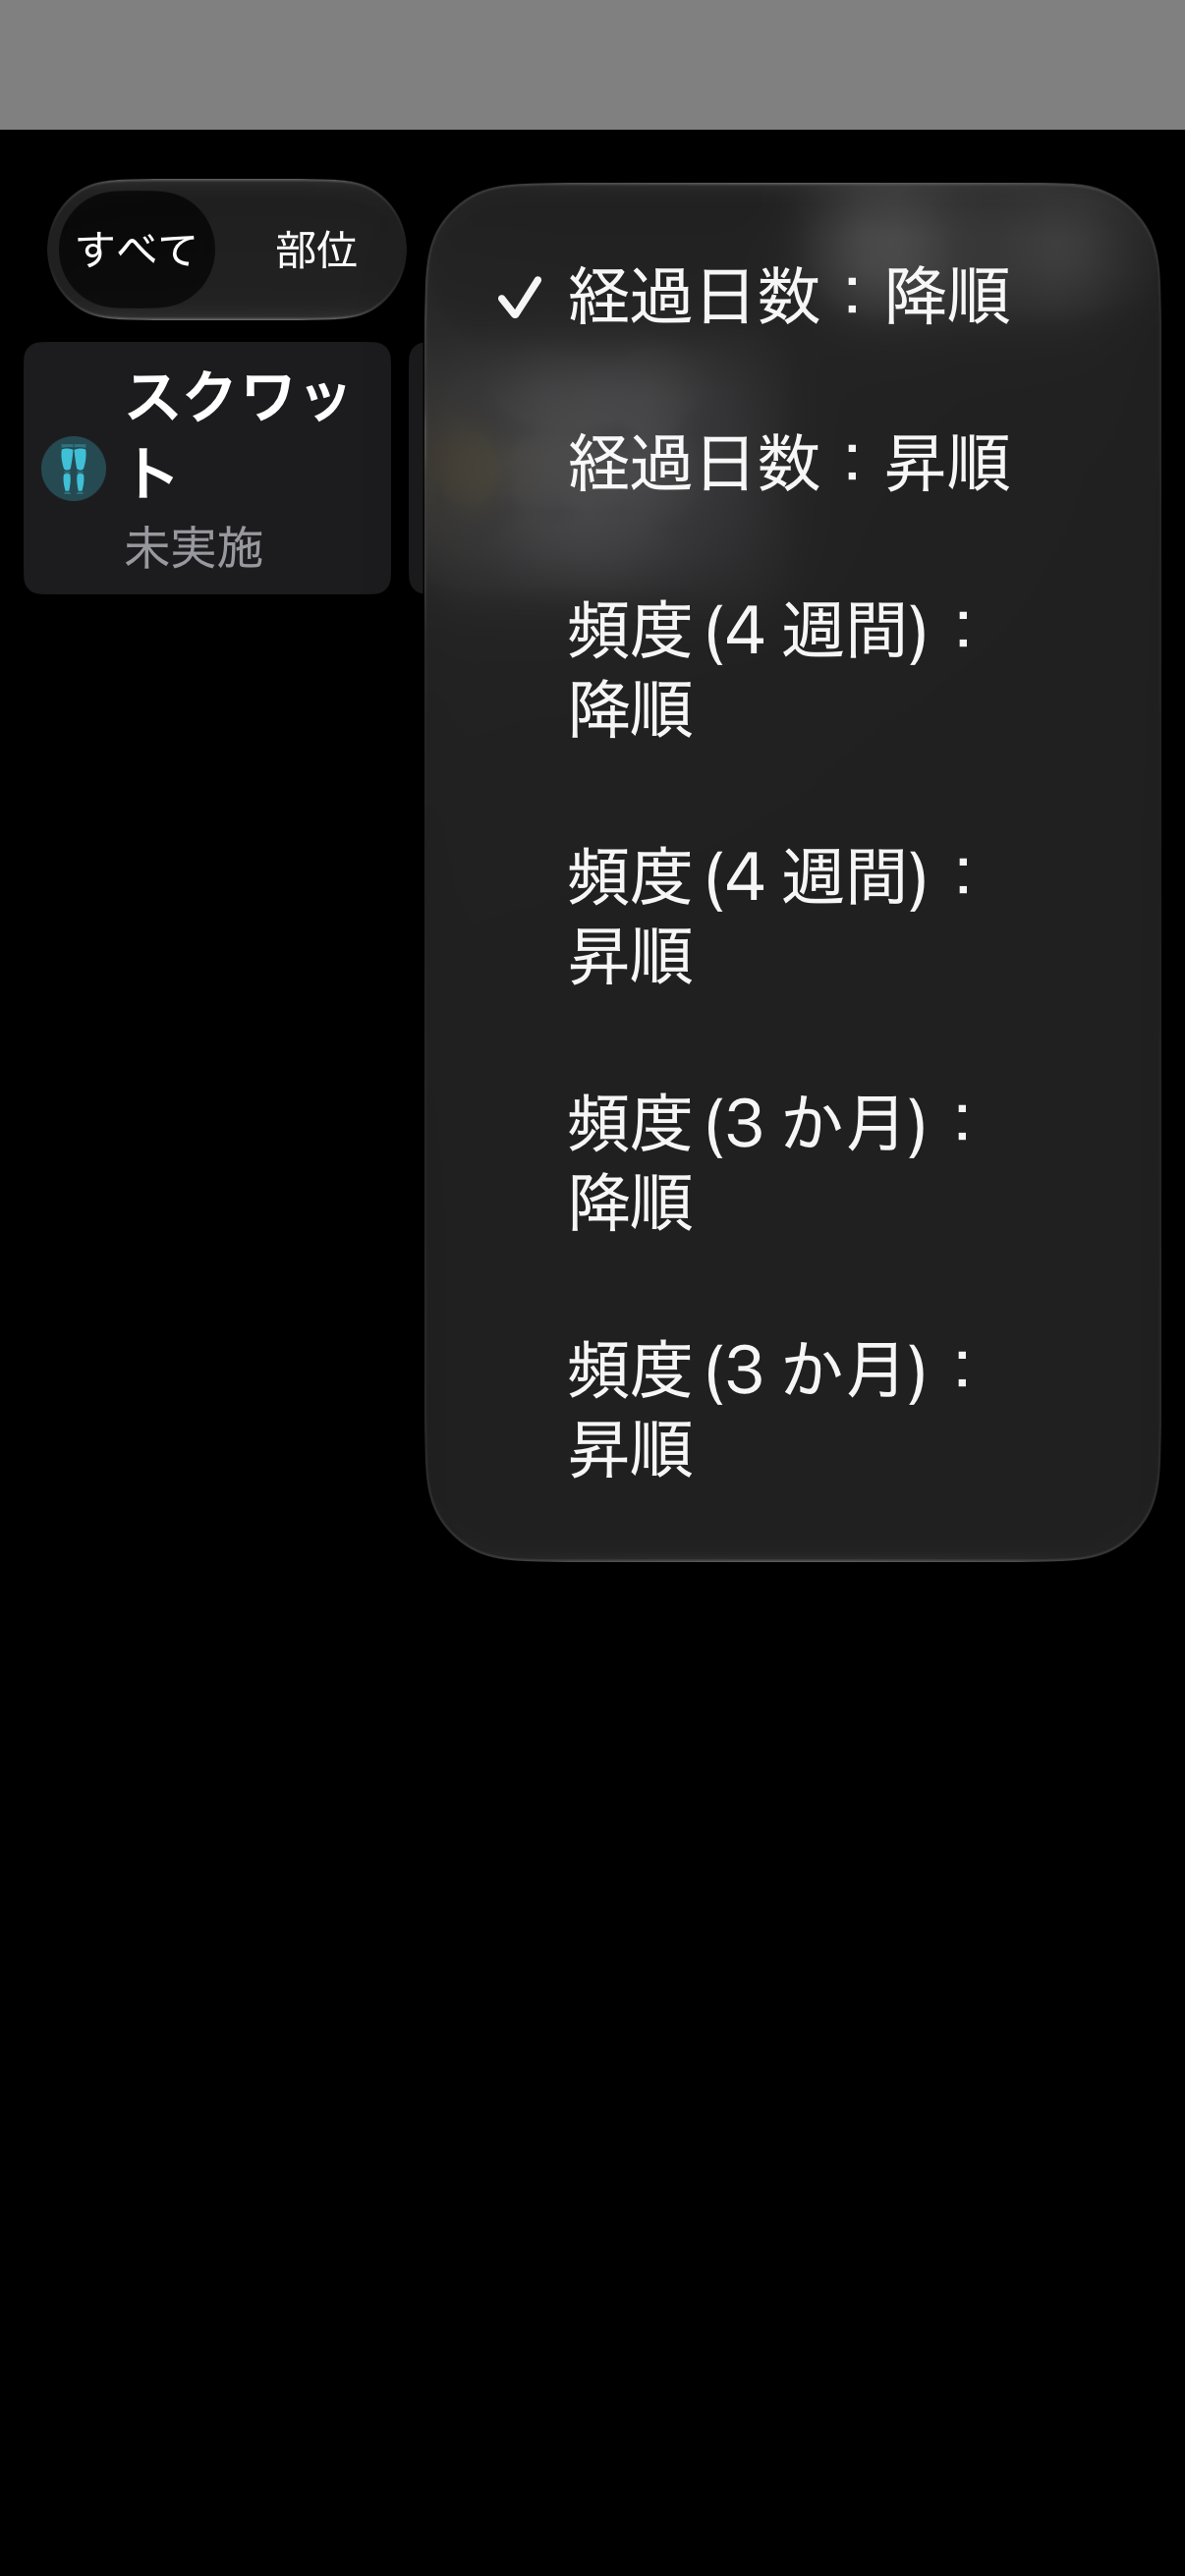 すべて
部位
スクワッ
ト
未実施
経過日数：降順
経過日数：昇順
頻度 (4 週間)：
降順
頻度 (4 週間)：
昇順
頻度 (3 か月)：
降順
頻度 (3 か月)：
昇順